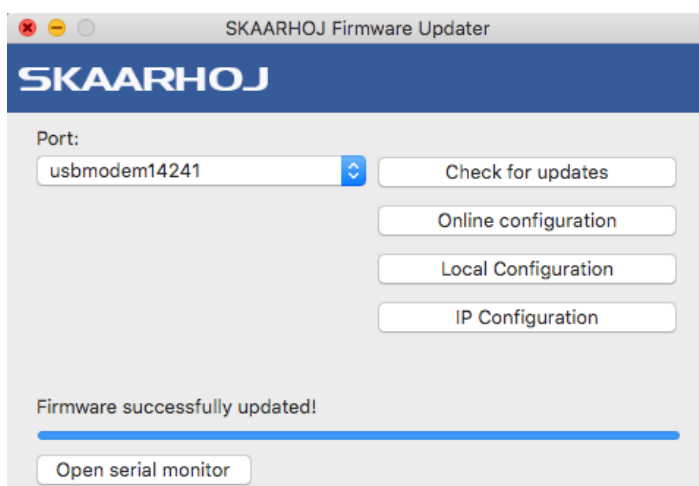 SKAARHOJ Firmware Updater
SKAARHOJ
Port:
usbmodem14241
Check for updates
Online configuration
Local Configuration
IP Configuration
Firmware successfully updated!
Open serial monitor